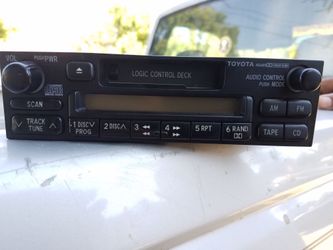 VOL PUSH PWR
TOYOTA
LOGIC CONTROL DECK
AUDIO CONTROL
PUSH MODE
SCAN
AM FM
TRACK
TUNE
1 DISC
PROG
2 DISC
3
4
5 RPT
6 RAND
TAPE CD